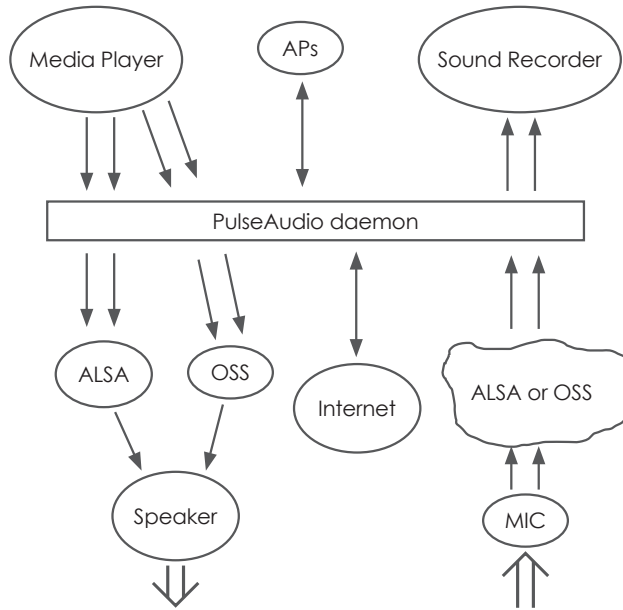 Media Player
APs
Sound Recorder
PulseAudio daemon
ALSA
OSS
Internet
ALSA or OSS
Speaker
MIC